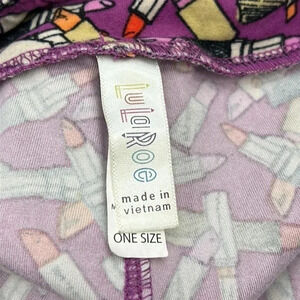 LuLaRoe
made in
vietnam
ONE SIZE